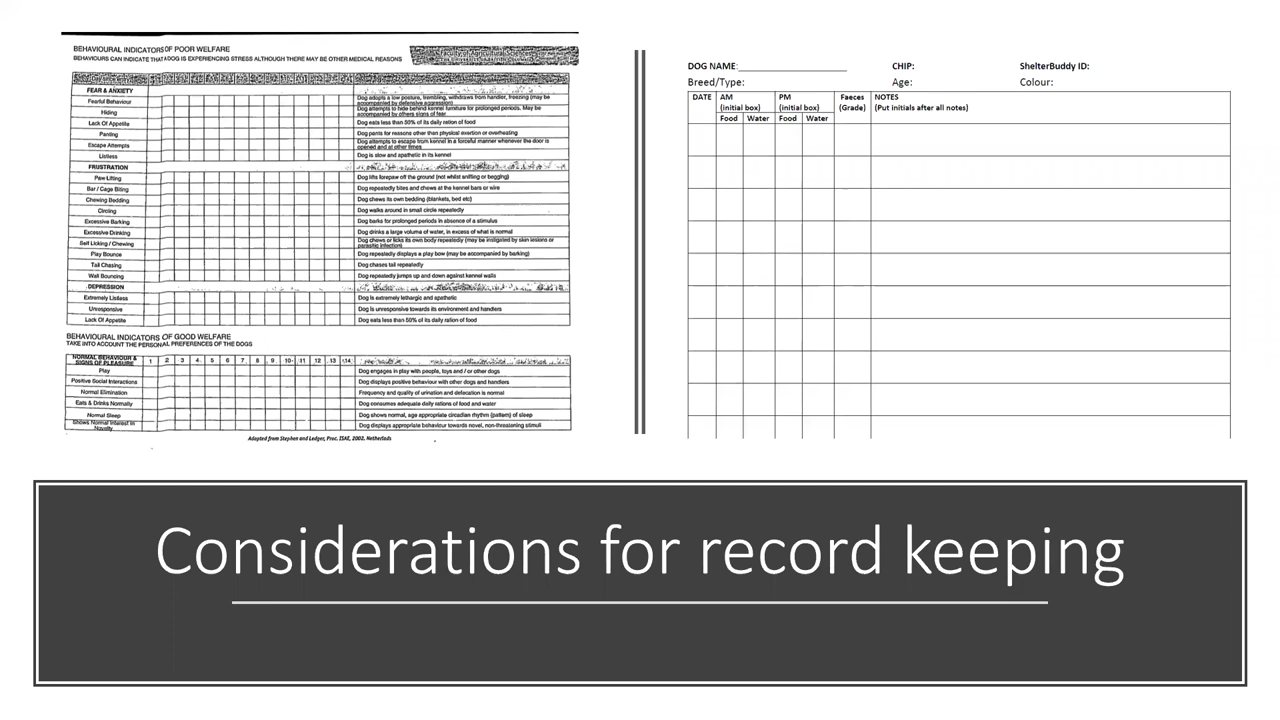 BEHAVIOURAL INDICATORS OF POOR WELFARE
BEHAVIOURS CAN INDICATE THAT A DOG IS EXPERIENCING STRESS ALTHOUGH THERE MAY BE OTHER MEDICAL REASONS
Faculty of Agricultural Sciences
FEAR & ANXIETY
Fearful Behaviour
Dog adopts a low posture, trembling, withdraws from handler, freezing (may be
accompanied by defensive aggression)
Hiding
Dog attempts to hide behind kennel furniture for prolonged periods. May be
accompanied by others signs of fear
Lack Of Appetite
Dog eats less than 50% of its daily ration of food
Panting
Dog pants for reasons other than physical exertion or overheating
Escape Attempts
Dog attempts to escape from kennel in a forceful manner whenever the door is
opened and at other times
Listless
Dog is slow and apathetic in its kennel
FRUSTRATION
Paw Lifting
Dog lifts forepaw off the ground (not whilst sniffing or begging)
Bar / Cage Biting
Dog repeatedly bites and chews at the kennel bars or wire
Chewing Bedding
Dog chews its own bedding (blankets, bed etc)
Circling
Dog walks around in small circle repeatedly
Excessive Barking
Dog barks for prolonged periods in absence of a stimulus
Excessive Drinking
Dog drinks a large volume of water, in excess of what is normal
Self Licking / Chewing
Dog chews or licks its own body repeatedly (may be instigated by skin lesions or
parasitic infection)
Play Bounce
Dog repeatedly displays a play bow (may be accompanied by barking)
Tail Chasing
Dog chases tail repeatedly
Wall Bouncing
Dog repeatedly jumps up and down against kennel walls
DEPRESSION
Extremely Listless
Dog is extremely lethargic and apathetic
Unresponsive
Dog is unresponsive towards its environment and handlers
Lack Of Appetite
Dog eats less than 50% of its daily ration of food
BEHAVIOURAL INDICATORS OF GOOD WELFARE
TAKE INTO ACCOUNT THE PERSONAL PREFERENCES OF THE DOGS
NORMAL BEHAVIOUR & SIGNS OF PLEASURE 1 2 3 4 5 6 7 8 9 10 11 12 13 14
Play
Dog engages in play with people, toys and / or other dogs
Positive Social Interactions
Dog displays positive behaviour with other dogs and handlers
Normal Elimination
Frequency and quality of urination and defecation is normal
Eats & Drinks Normally
Dog consumes adequate daily rations of food and water
Normal Sleep
Dog shows normal, age appropriate circadian rhythm (pattern) of sleep
Shows Normal Interest in Novelty
Dog displays appropriate behaviour towards novel, non-threatening stimuli
Adapted from Stephen and Ledger, Proc. ISAE, 2002. Netherlads
DOG NAME: CHIP: ShelterBuddy ID:
Breed/Type: Age: Colour:
DATE AM PM Faeces NOTES
(initial box) (initial box) (Grade) (Put initials after all notes)
Food Water Food Water
Considerations for record keeping